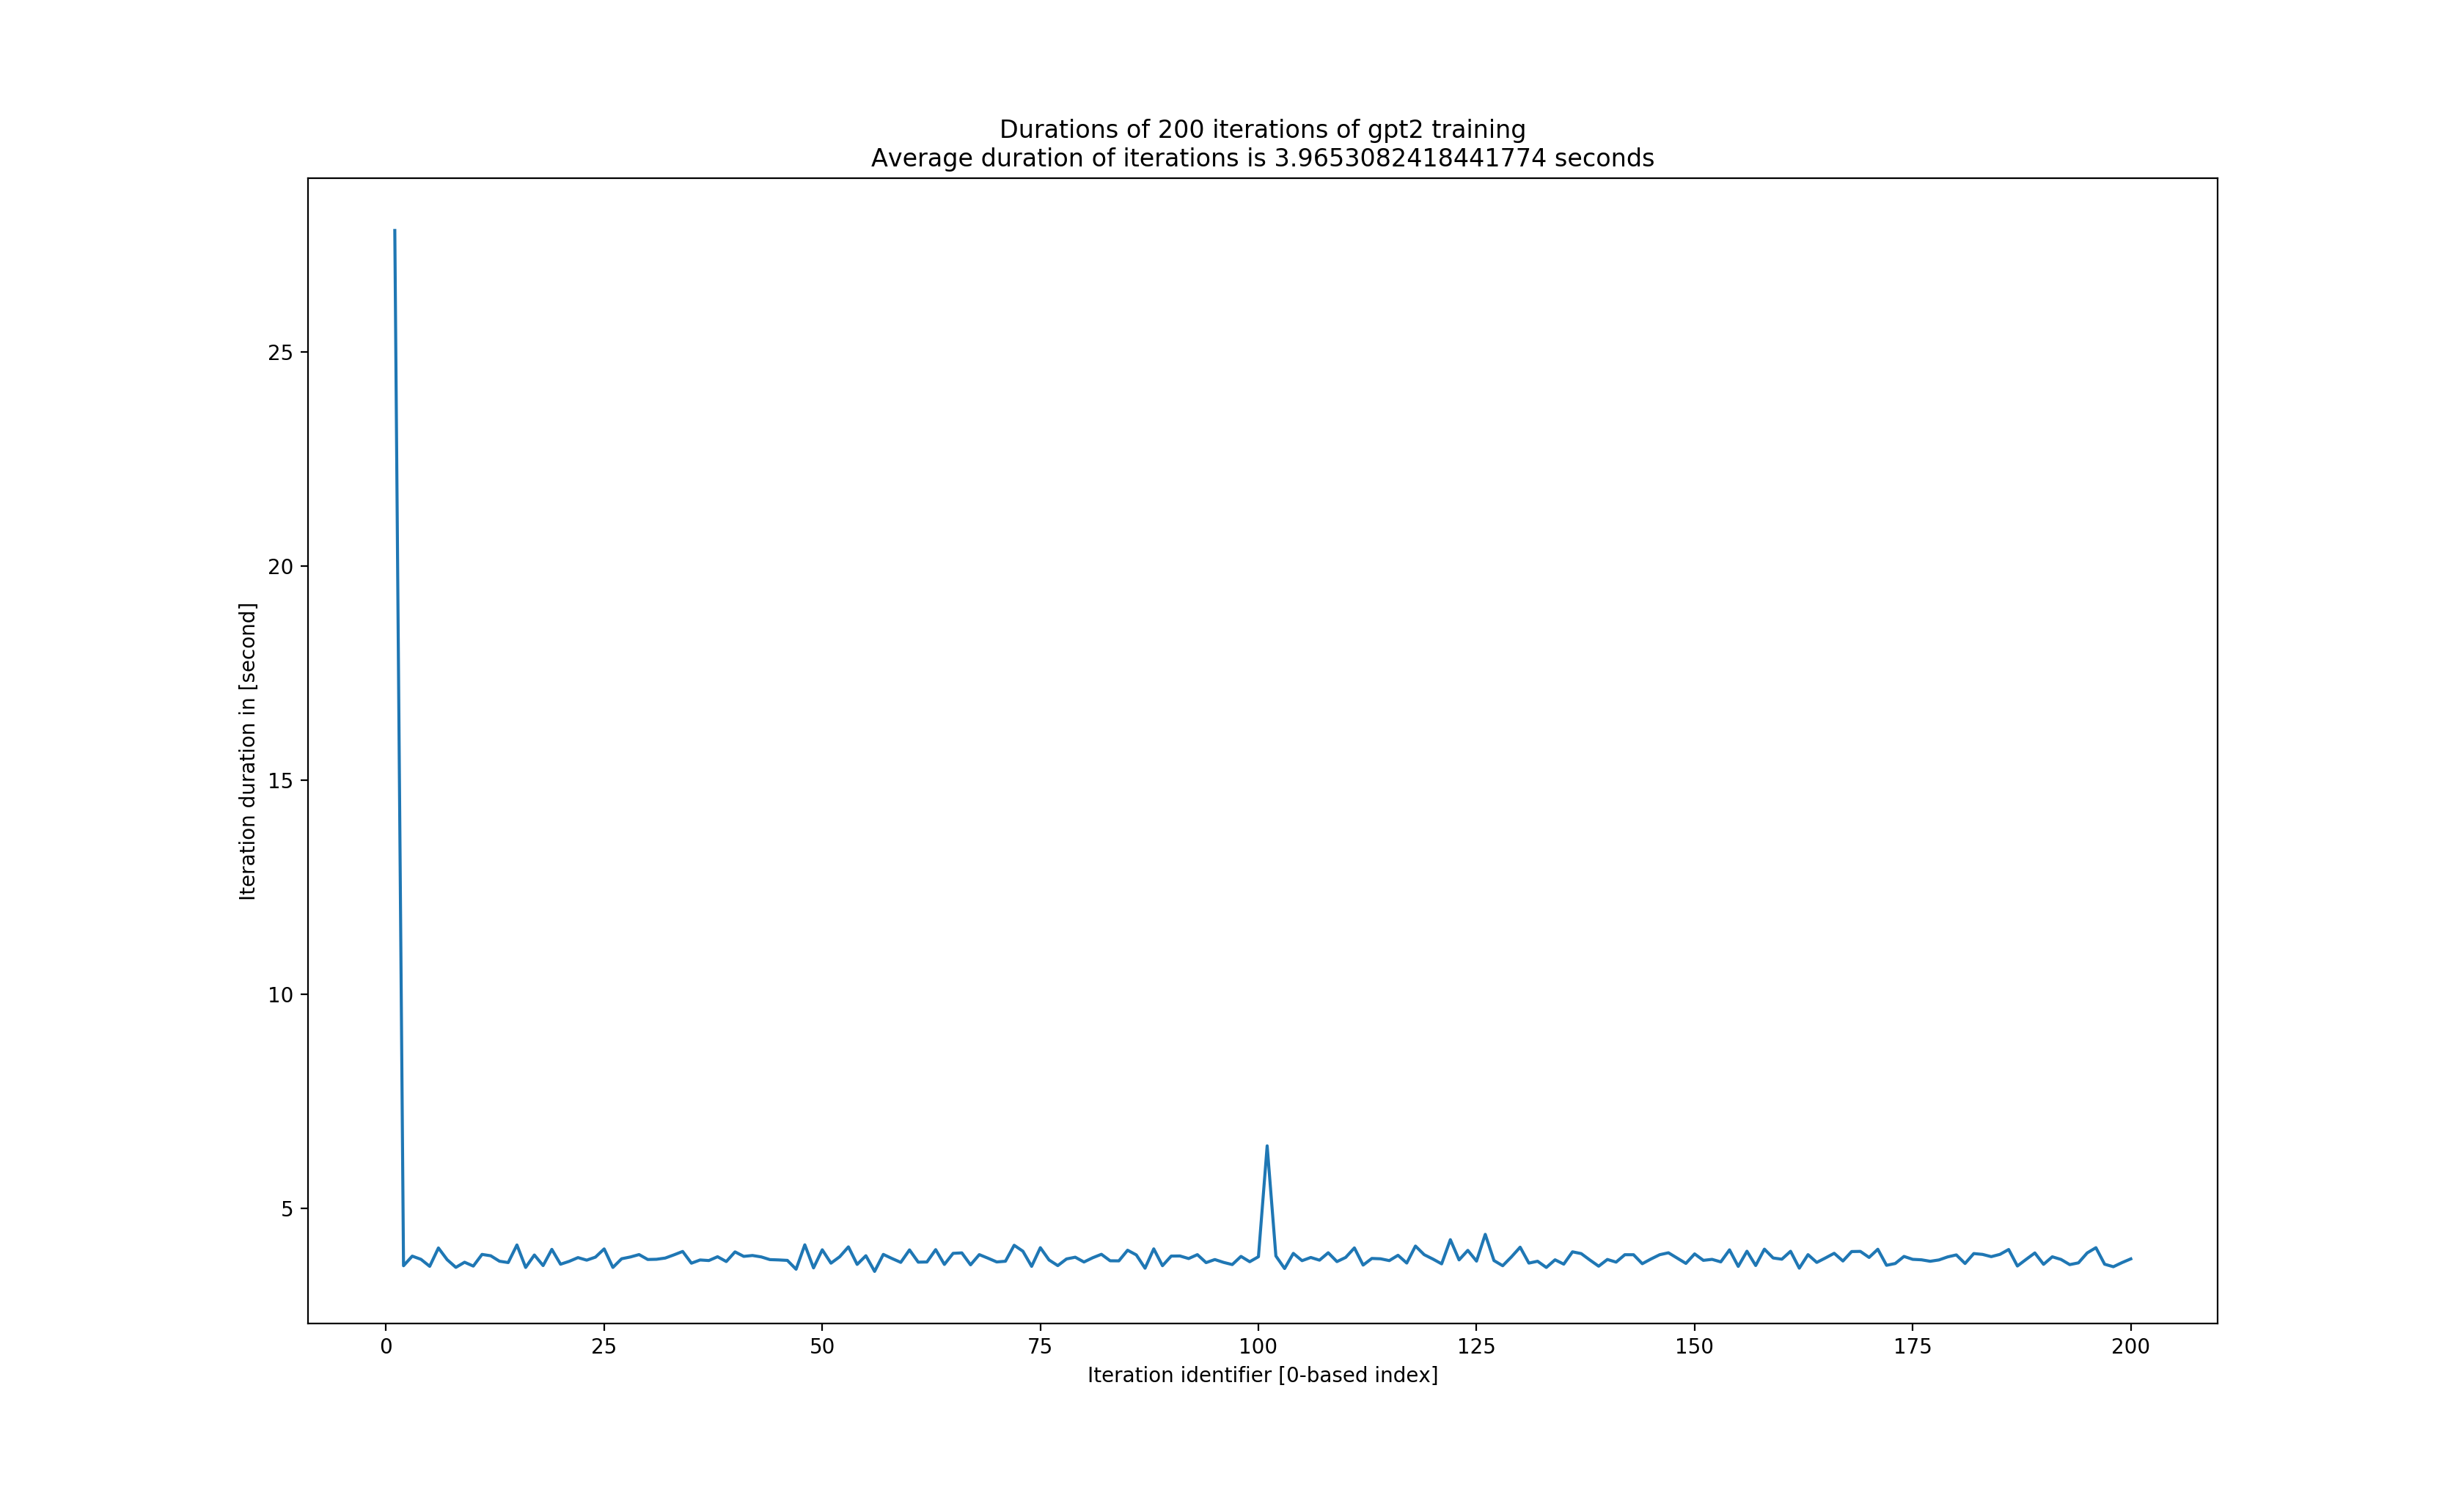 Durations of 200 iterations of gpt2 training
Average duration of iterations is 3.9653082418441774 seconds
Iteration duration in [second]
25
20
15
10
5
0 25 50 75 100 125 150 175 200
Iteration identifier [0-based index]